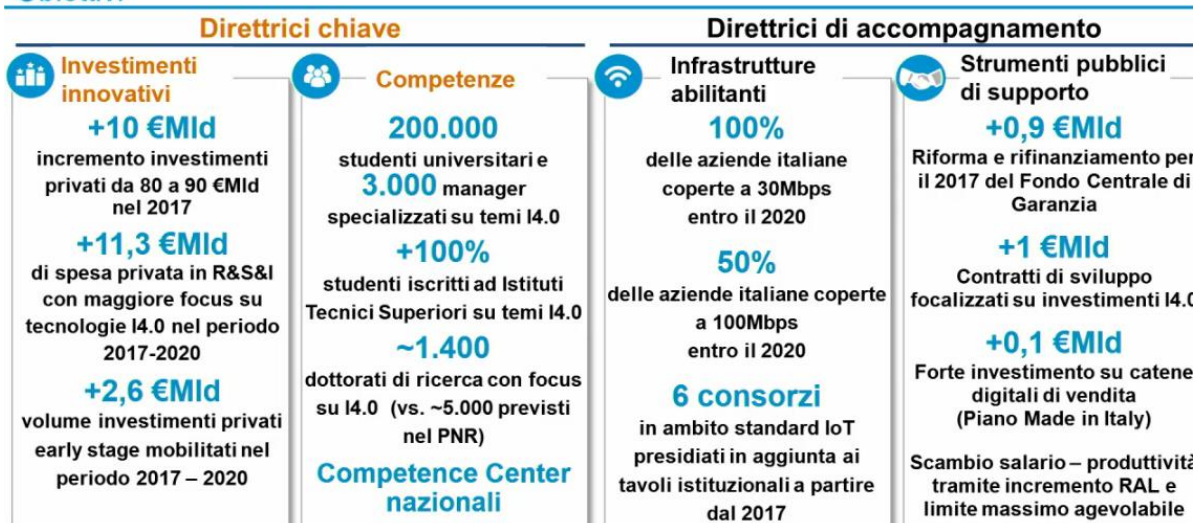 Direttrici chiave
Direttrici di accompagnamento
Investimenti
innovativi
+10 €Mld
incremento investimenti
privati da 80 a 90 €Mld
nel 2017
+11,3 €Mld
di spesa privata in R&S&I
con maggiore focus su
tecnologie I4.0 nel periodo
2017-2020
+2,6 €Mld
volume investimenti privati
early stage mobilitati nel
periodo 2017 – 2020
Competenze
200.000
studenti universitari e
3.000 manager
specializzati su temi I4.0
+100%
studenti iscritti ad Istituti
Tecnici Superiori su temi I4.0
~1.400
dottorati di ricerca con focus
su I4.0 (vs. ~5.000 previsti
nel PNR)
Competence Center
nazionali
Infrastrutture
abilitanti
100%
delle aziende italiane
coperte a 30Mbps
entro il 2020
50%
delle aziende italiane coperte
a 100Mbps
entro il 2020
6 consorzi
in ambito standard IoT
presidiati in aggiunta ai
tavoli istituzionali a partire
dal 2017
Strumenti pubblici
di supporto
+0,9 €Mld
Riforma e rifinanziamento per
il 2017 del Fondo Centrale di
Garanzia
+1 €Mld
Contratti di sviluppo
focalizzati su investimenti I4.0
+0,1 €Mld
Forte investimento su catene
digitali di vendita
(Piano Made in Italy)
Scambio salario – produttività
tramite incremento RAL e
limite massimo agevolabile